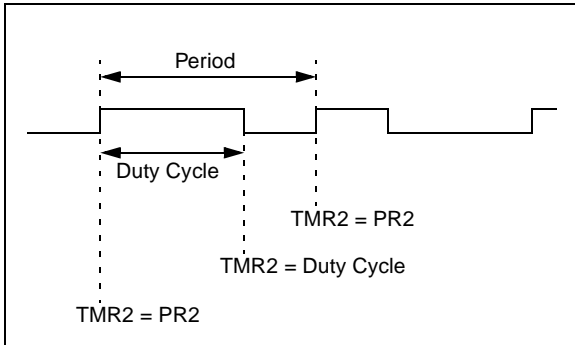 Period
Duty Cycle
TMR2 = PR2
TMR2 = Duty Cycle
TMR2 = PR2